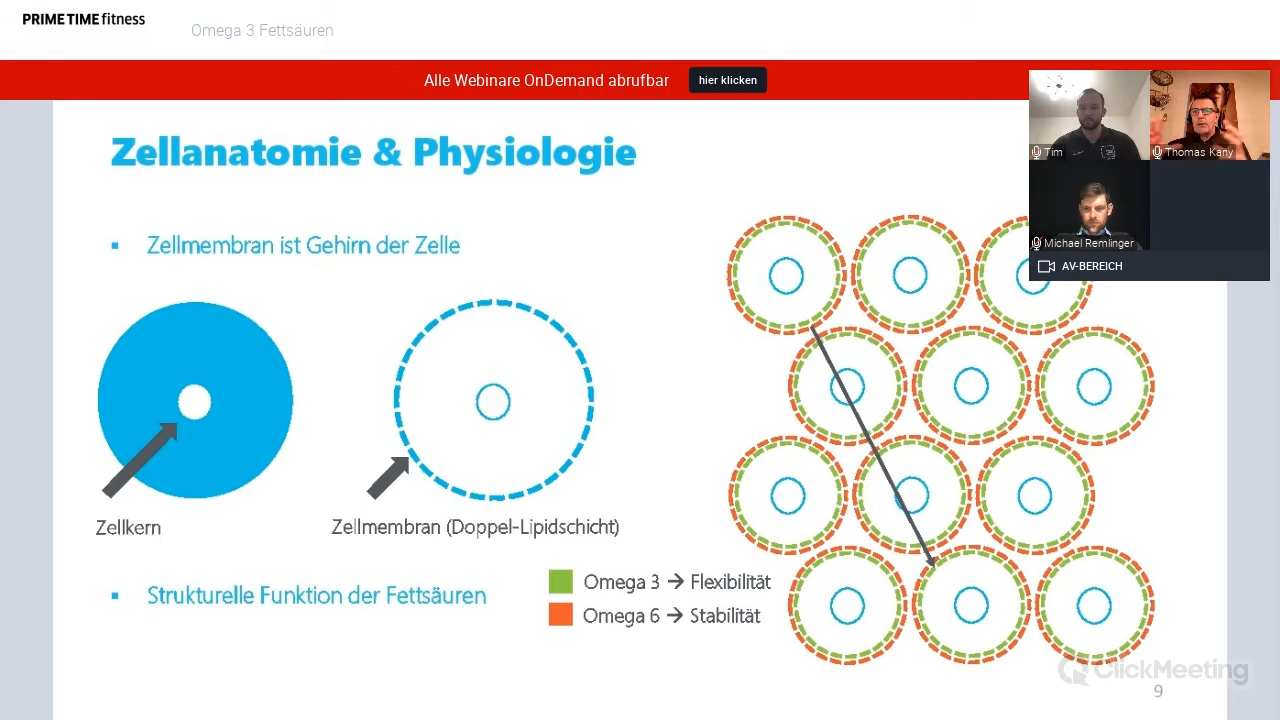 PRIME TIME fitness
Omega 3 Fettsäuren
Alle Webinare OnDemand abrufbar
hier klicken
Tim
Thomas Kany
Michael Remlinger
AV-BEREICH
Zellanatomie & Physiologie
▪ Zellmembran ist Gehirn der Zelle
Zellkern
Zellmembran (Doppel-Lipidschicht)
▪ Strukturelle Funktion der Fettsäuren
Omega 3 → Flexibilität
Omega 6 → Stabilität
ClickMeeting
9